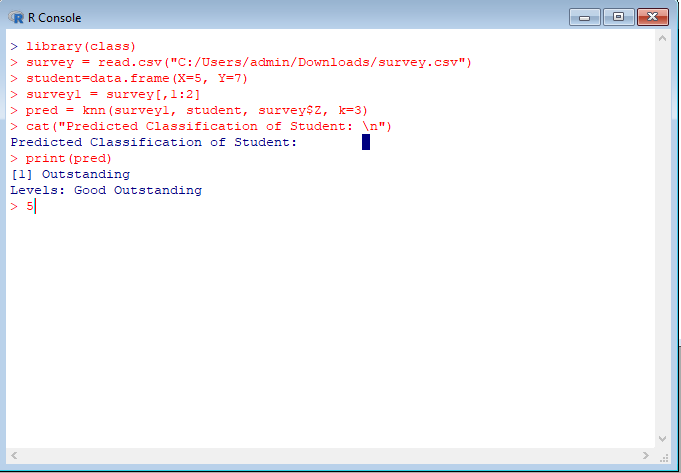 R Console
> library(class)
> survey = read.csv("C:/Users/admin/Downloads/survey.csv")
> student=data.frame(X=5, Y=7)
> survey1 = survey[,1:2]
> pred = knn(survey1, student, survey$Z, k=3)
> cat("Predicted Classification of Student: \n")
Predicted Classification of Student:
> print(pred)
[1] Outstanding
Levels: Good Outstanding
> 5